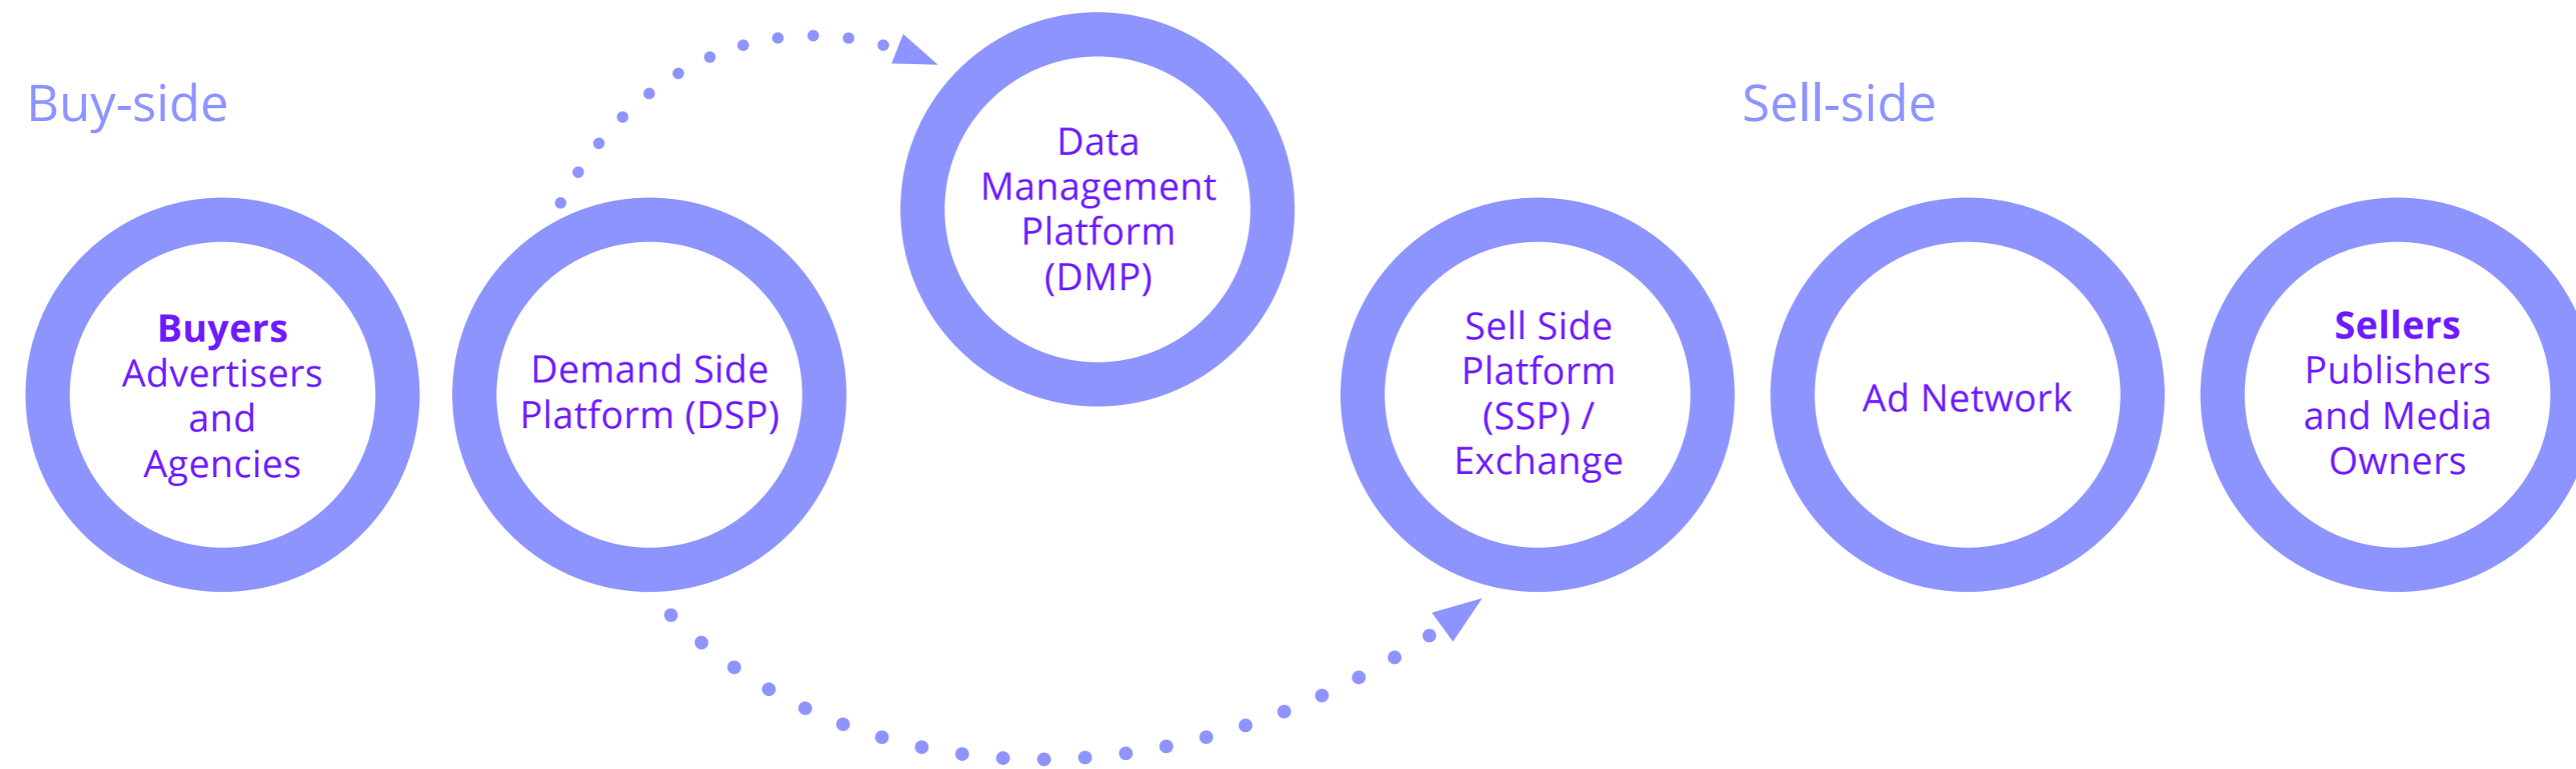 Buy-side
Sell-side
Buyers
Advertisers
and
Agencies
Demand Side
Platform (DSP)
Data
Management
Platform
(DMP)
Sell Side
Platform
(SSP) /
Exchange
Ad Network
Sellers
Publishers
and Media
Owners